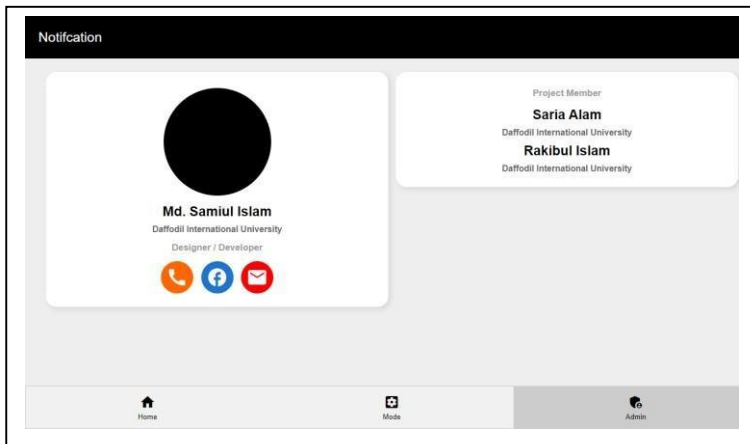 Notifcation
Md. Samiul Islam
Daffodil International University
Designer / Developer
Project Member
Saria Alam
Daffodil International University
Rakibul Islam
Daffodil International University
Home
Mode
Admin